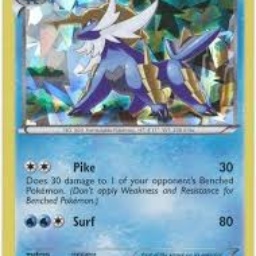 Pike 30
Does 30 damage to 1 of your opponent's Benched
Pokémon. (Don't apply Weakness and Resistance for
Benched Pokémon.)
Surf 80